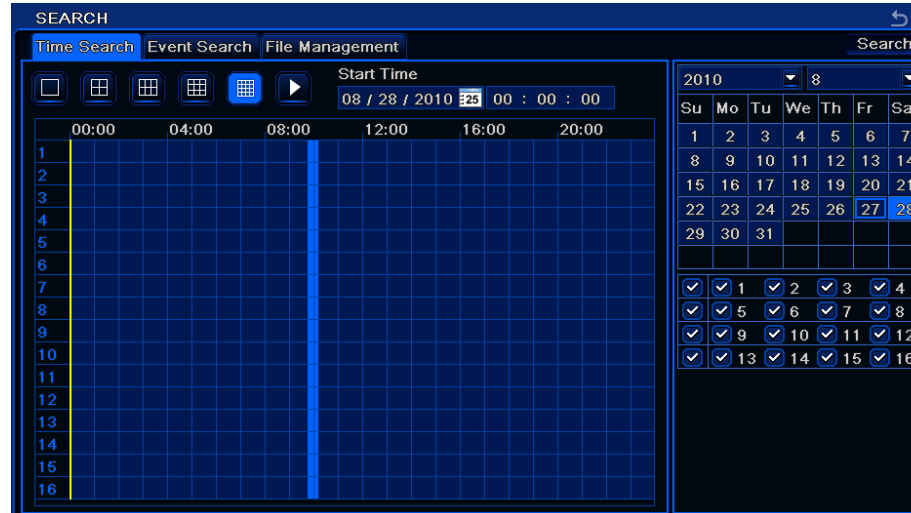 SEARCH
Time Search Event Search File Management Search
Start Time
08 / 28 / 2010 25 00 : 00 : 00
00:00 04:00 08:00 12:00 16:00 20:00
1
2
3
4
5
6
7
8
9
10
11
12
13
14
15
16
2010 8
Su Mo Tu We Th Fr Sa
1 2 3 4 5 6 7
8 9 10 11 12 13 14
15 16 17 18 19 20 21
22 23 24 25 26 27 28
29 30 31
1 2 3 4
5 6 7 8
9 10 11 12
13 14 15 16